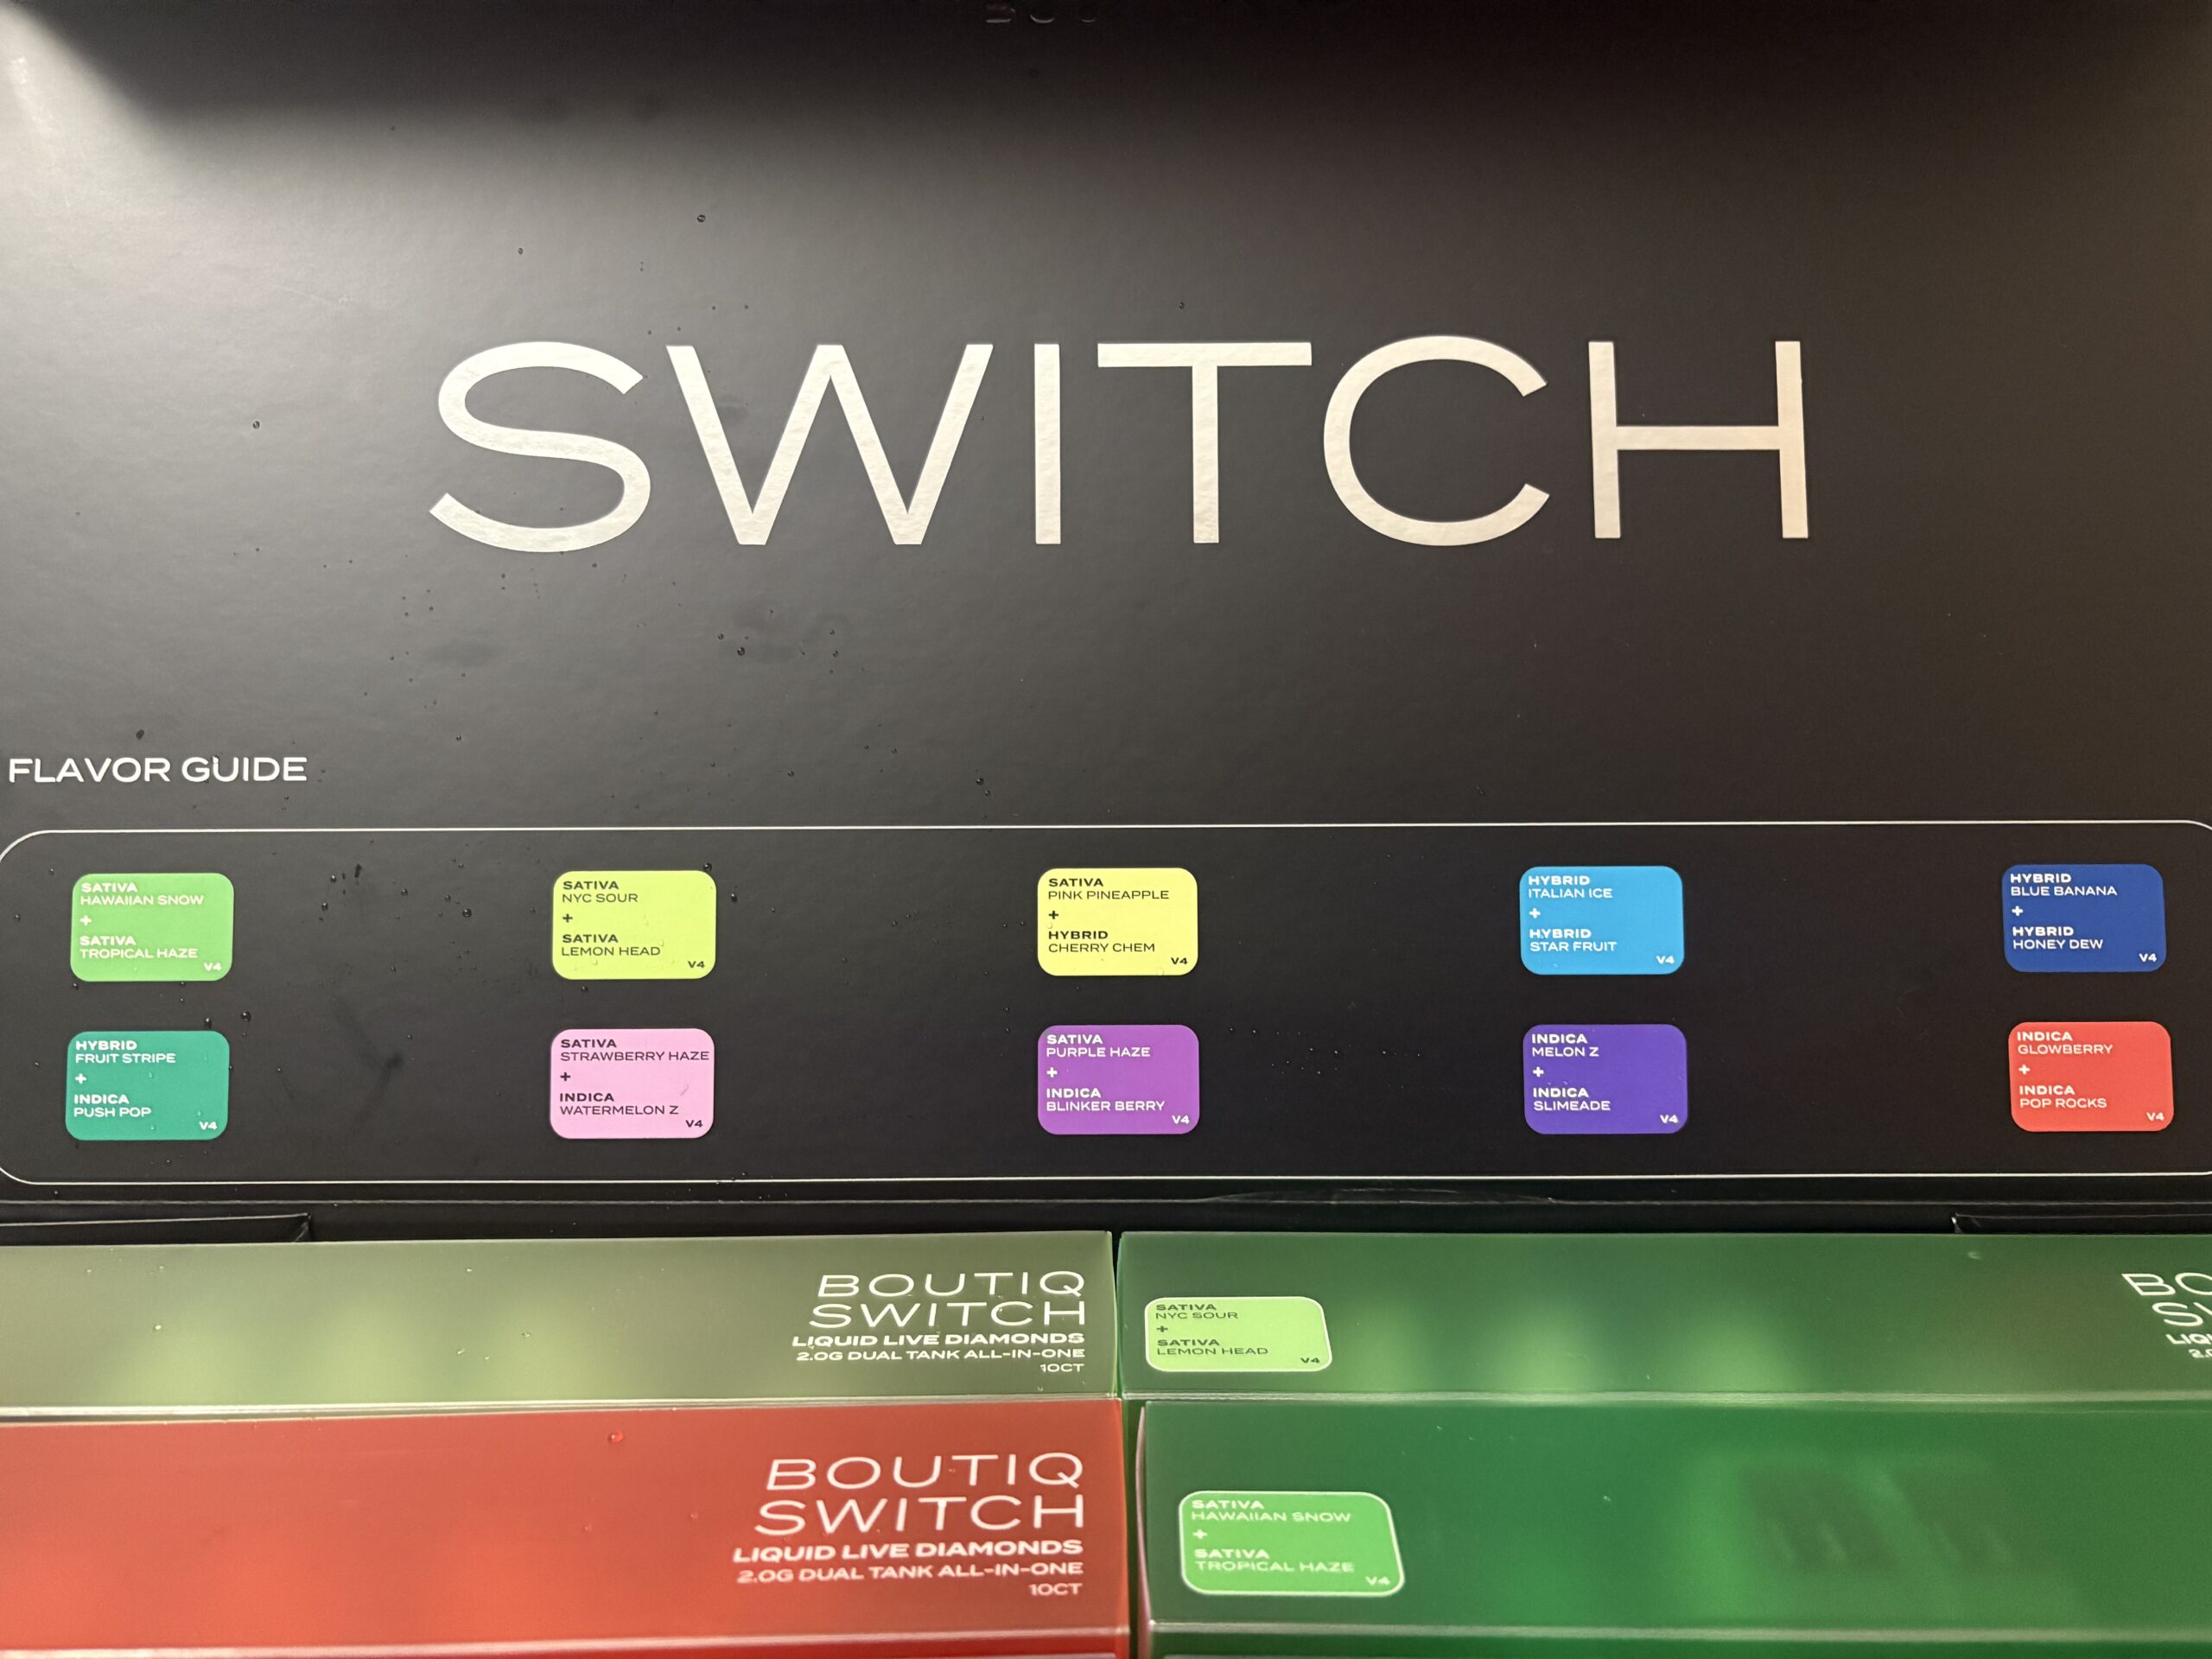 SWITCH
FLAVOR GUIDE
SATIVA
HAWAIIAN SNOW
+
SATIVA
TROPICAL HAZE
V4
SATIVA
NYC SOUR
+
SATIVA
LEMON HEAD
V4
SATIVA
PINK PINEAPPLE
+
HYBRID
CHERRY CHEM
V4
HYBRID
ITALIAN ICE
+
HYBRID
STAR FRUIT
V4
HYBRID
BLUE BANANA
+
HYBRID
HONEY DEW
V4
HYBRID
FRUIT STRIPE
+
INDICA
PUSH POP
V4
SATIVA
STRAWBERRY HAZE
+
INDICA
WATERMELON Z
V4
SATIVA
PURPLE HAZE
+
INDICA
BLINKER BERRY
V4
INDICA
MELON Z
+
INDICA
SLIMEADE
V4
INDICA
GLOWBERRY
+
INDICA
POP ROCKS
V4
BOUTIQ
SWITCH
LIQUID LIVE DIAMONDS
2.0G DUAL TANK ALL-IN-ONE
10CT
SATIVA
NYC SOUR
+
SATIVA
LEMON HEAD
V4
BOUTIQ
SWITCH
LIQUID LIVE DIAMONDS
2.0G DUAL TANK ALL-IN-ONE
10CT
SATIVA
HAWAIIAN SNOW
+
SATIVA
TROPICAL HAZE
V4